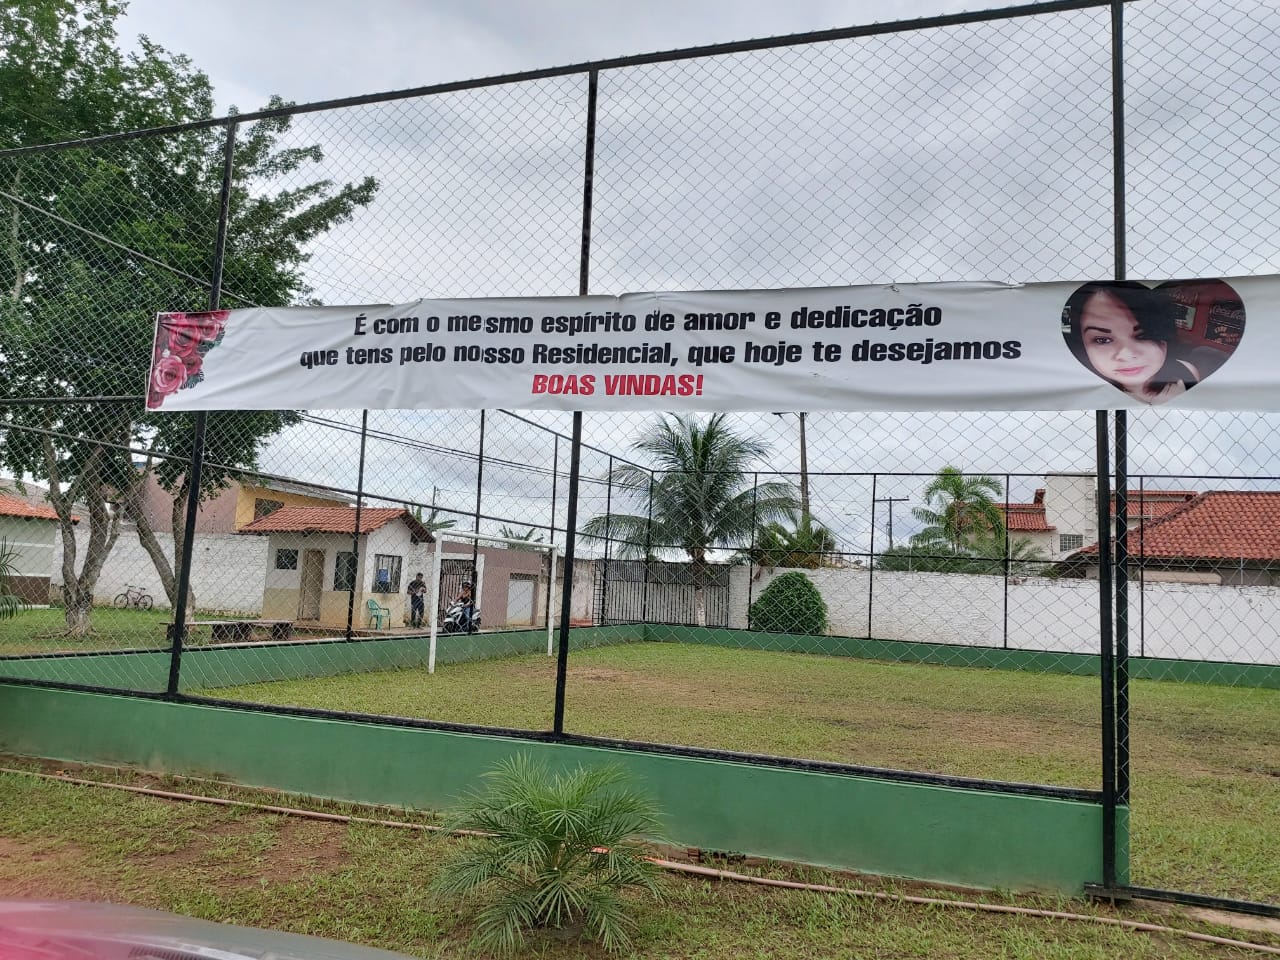 É com o mesmo espírito de amor e dedicação
que tens pelo nosso Residencial, que hoje te desejamos
BOAS VINDAS!